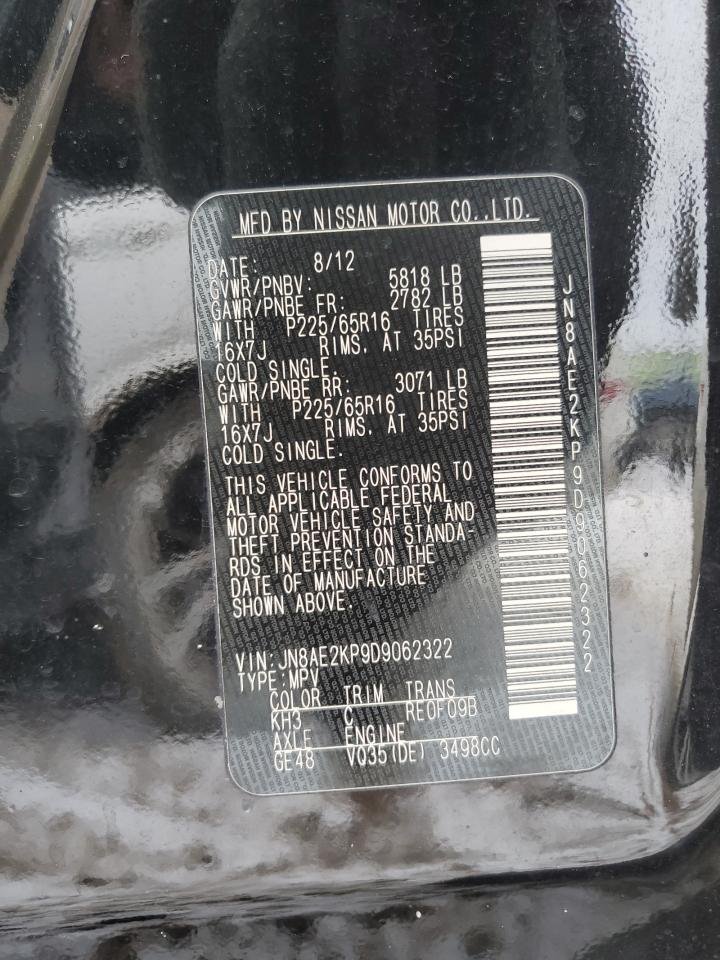 MFD BY NISSAN MOTOR CO.,LTD.
DATE: 8/12
GVWR/PNBV: 5818 LB
GAWR/PNBE FR: 2782 LB
WITH P225/65R16 TIRES
16X7J RIMS, AT 35PSI
COLD SINGLE.
GAWR/PNBE RR: 3071 LB
WITH P225/65R16 TIRES
16X7J RIMS, AT 35PSI
COLD SINGLE.
THIS VEHICLE CONFORMS TO
ALL APPLICABLE FEDERAL
MOTOR VEHICLE SAFETY AND
THEFT PREVENTION STANDA-
RDS IN EFFECT ON THE
DATE OF MANUFACTURE
SHOWN ABOVE.
VIN:JN8AE2KP9D9062322
TYPE:MPV
COLOR TRIM TRANS
KH3 C RE0F09B
AXLE ENGINE
GE48 VQ35(DE) 3498CC
JN8AE2KP9D9062322